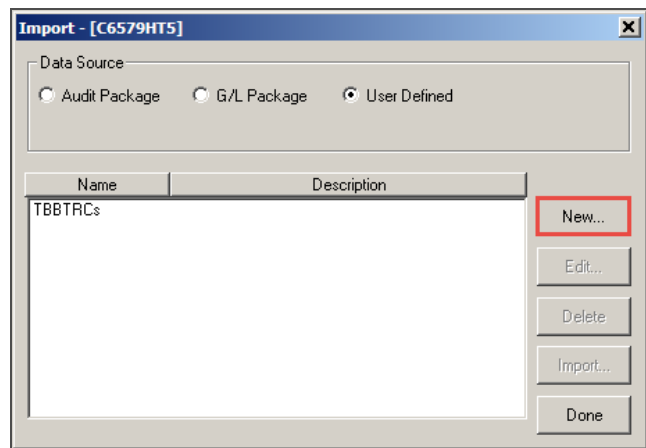 Import - [C6579HT5]
Data Source
Audit Package G/L Package User Defined
Name Description
TBBTRCs
New...
Edit...
Delete
Import...
Done